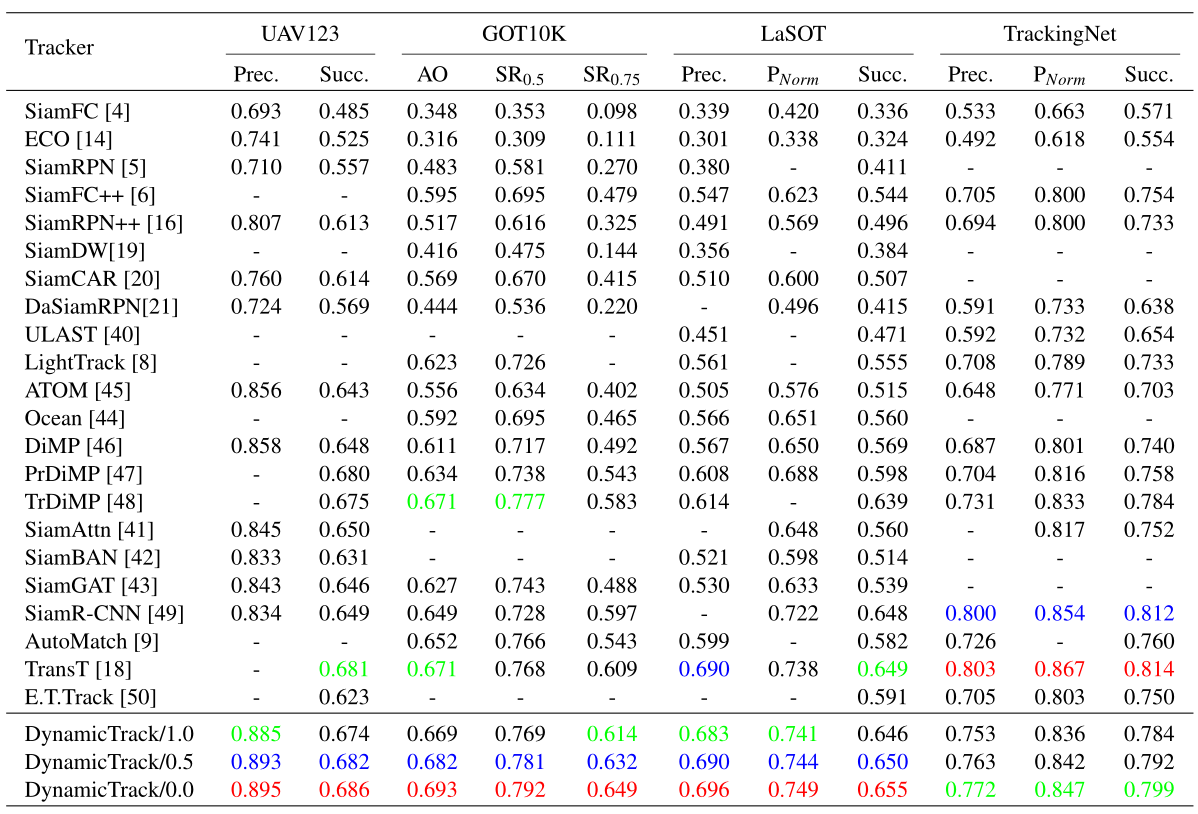 Tracker UAV123 GOT10K LaSOT TrackingNet
Prec. Succ. AO SR0.5 SR0.75 Prec. PNorm Succ. Prec. PNorm Succ.
SiamFC [4] 0.693 0.485 0.348 0.353 0.098 0.339 0.420 0.336 0.533 0.663 0.571
ECO [14] 0.741 0.525 0.316 0.309 0.111 0.301 0.338 0.324 0.492 0.618 0.554
SiamRPN [5] 0.710 0.557 0.483 0.581 0.270 0.380 - 0.411 - - -
SiamFC++ [6] - - 0.595 0.695 0.479 0.547 0.623 0.544 0.705 0.800 0.754
SiamRPN++ [16] 0.807 0.613 0.517 0.616 0.325 0.491 0.569 0.496 0.694 0.800 0.733
SiamDW[19] - - 0.416 0.475 0.144 0.356 - 0.384 - - -
SiamCAR [20] 0.760 0.614 0.569 0.670 0.415 0.510 0.600 0.507 - - -
DaSiamRPN[21] 0.724 0.569 0.444 0.536 0.220 - 0.496 0.415 0.591 0.733 0.638
ULAST [40] - - - - - 0.451 - 0.471 0.592 0.732 0.654
LightTrack [8] - - 0.623 0.726 - 0.561 - 0.555 0.708 0.789 0.733
ATOM [45] 0.856 0.643 0.556 0.634 0.402 0.505 0.576 0.515 0.648 0.771 0.703
Ocean [44] - - 0.592 0.695 0.465 0.566 0.651 0.560 - - -
DiMP [46] 0.858 0.648 0.611 0.717 0.492 0.567 0.650 0.569 0.687 0.801 0.740
PrDiMP [47] - 0.680 0.634 0.738 0.543 0.608 0.688 0.598 0.704 0.816 0.758
TrDiMP [48] - 0.675 0.671 0.777 0.583 0.614 - 0.639 0.731 0.833 0.784
SiamAttn [41] 0.845 0.650 - - - - 0.648 0.560 - 0.817 0.752
SiamBAN [42] 0.833 0.631 - - - 0.521 0.598 0.514 - - -
SiamGAT [43] 0.843 0.646 0.627 0.743 0.488 0.530 0.633 0.539 - - -
SiamR-CNN [49] 0.834 0.649 0.649 0.728 0.597 - 0.722 0.648 0.800 0.854 0.812
AutoMatch [9] - - 0.652 0.766 0.543 0.599 - 0.582 0.726 - 0.760
TransT [18] - 0.681 0.671 0.768 0.609 0.690 0.738 0.649 0.803 0.867 0.814
E.T.Track [50] - 0.623 - - - - - 0.591 0.705 0.803 0.750
DynamicTrack/1.0 0.885 0.674 0.669 0.769 0.614 0.683 0.741 0.646 0.753 0.836 0.784
DynamicTrack/0.5 0.893 0.682 0.682 0.781 0.632 0.690 0.744 0.650 0.763 0.842 0.792
DynamicTrack/0.0 0.895 0.686 0.693 0.792 0.649 0.696 0.749 0.655 0.772 0.847 0.799